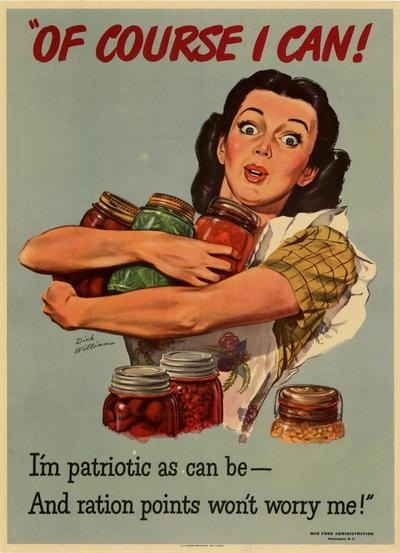 "OF COURSE I CAN!
Dick
Williams
I'm patriotic as can be—
And ration points won't worry me!"
WAR FOOD ADMINISTRATION
Washington, D. C.